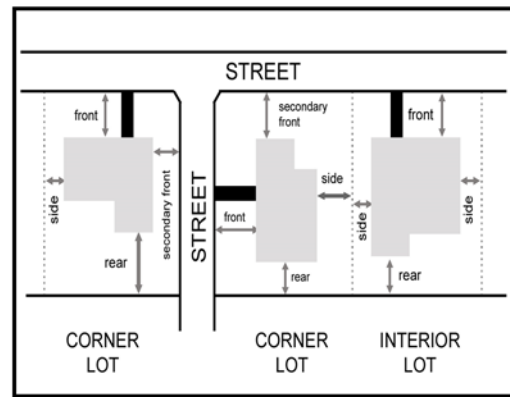 STREET
front
secondary
front
front
side
secondary front
STREET
side
side
side
front
rear
rear
rear
CORNER
LOT
CORNER
LOT
INTERIOR
LOT